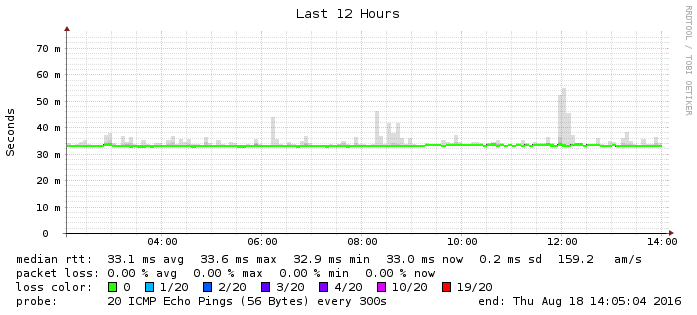 Last 12 Hours
RRDTOOL / TOBI OETIKER
Seconds
70 m
60 m
50 m
40 m
30 m
20 m
10 m
0
04:00 06:00 08:00 10:00 12:00 14:00
median rtt: 33.1 ms avg 33.6 ms max 32.9 ms min 33.0 ms now 0.2 ms sd 159.2 am/s
packet loss: 0.00 % avg 0.00 % max 0.00 % min 0.00 % now
loss color: 0 1/20 2/20 3/20 4/20 10/20 19/20
probe: 20 ICMP Echo Pings (56 Bytes) every 300s end: Thu Aug 18 14:05:04 2016